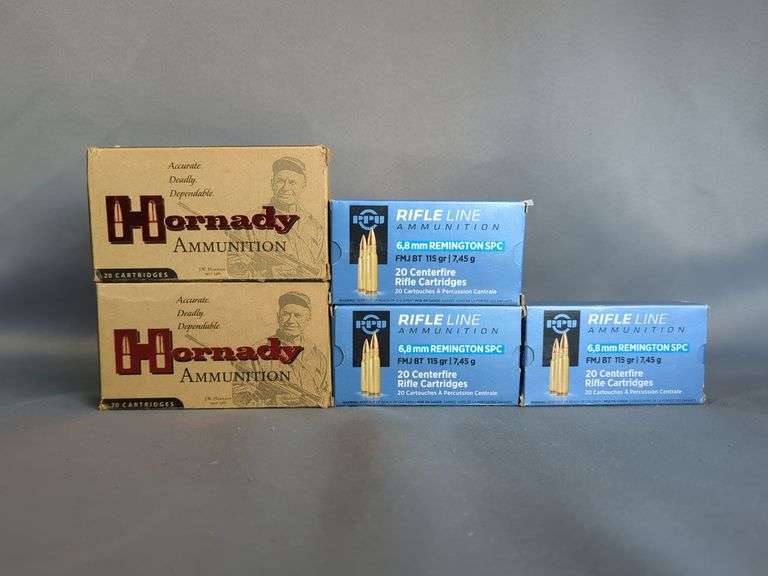 Accurate.
Deadly.
Dependable.
Hornady
AMMUNITION
20 CARTRIDGES
Accurate.
Deadly
Dependable.
Hornady
AMMUNITION
20 CARTRIDGES
PPU
RIFLE LINE
AMMUNITION
6,8 mm REMINGTON SPC
FMJ BT 115 gr | 7,45 g
20 Centerfire
Rifle Cartridges
20 Cartouches À Percussion Centrale
PPU
RIFLE LINE
AMMUNITION
6,8 mm REMINGTON SPC
FMJ BT 115 gr | 7,45 g
20 Centerfire
Rifle Cartridges
20 Cartouches À Percussion Centrale
PPU
RIFLE LINE
AMMUNITION
6,8 mm REMINGTON SPC
FMJ BT 115 gr | 7,45 g
20 Centerfire
Rifle Cartridges
20 Cartouches À Percussion Centrale